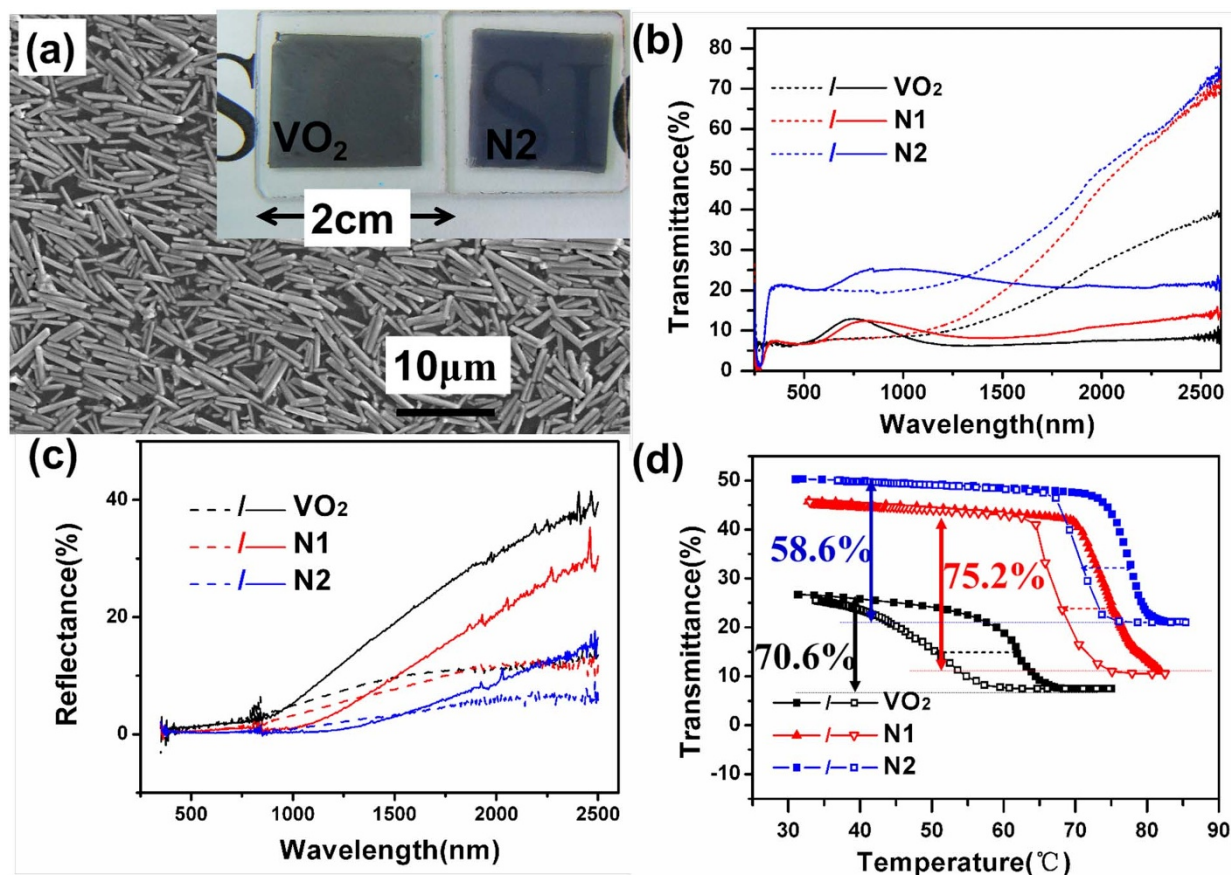 (a)
S
VO₂
SI
N2
2cm
10μm
(b)
Transmittance(%)
80
70
60
50
40
30
20
10
0
VO₂
N1
N2
500 1000 1500 2000 2500
Wavelength(nm)
(c)
Reflectance(%)
40
20
0
VO₂
N1
N2
500 1000 1500 2000 2500
Wavelength(nm)
(d)
Transmittance(%)
50
40
30
20
10
0
-10
58.6%
75.2%
70.6%
VO₂
N1
N2
30 40 50 60 70 80 90
Temperature(℃)